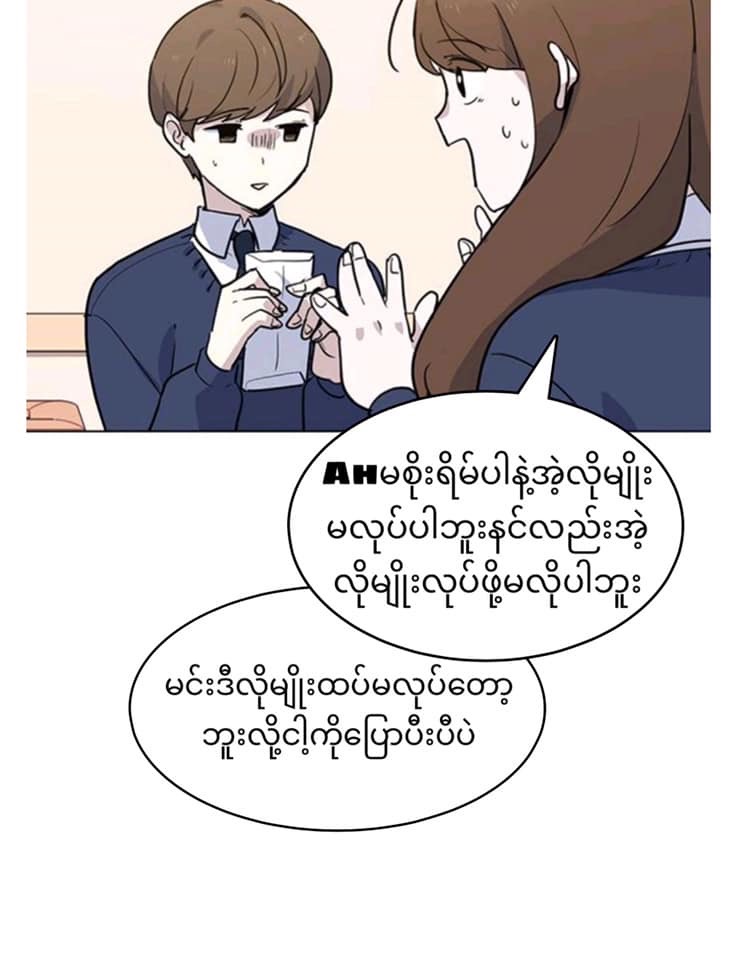 AHမစိုးရိမ်ပါနဲ့အဲ့လိုမျိုး
မလုပ်ပါဘူးနင်လည်းအဲ့
လိုမျိုးလုပ်ဖို့မလိုပါဘူး
မင်းဒီလိုမျိုးထပ်မလုပ်တော့
ဘူးလို့ငါ့ကိုပြောပီးပီပဲ